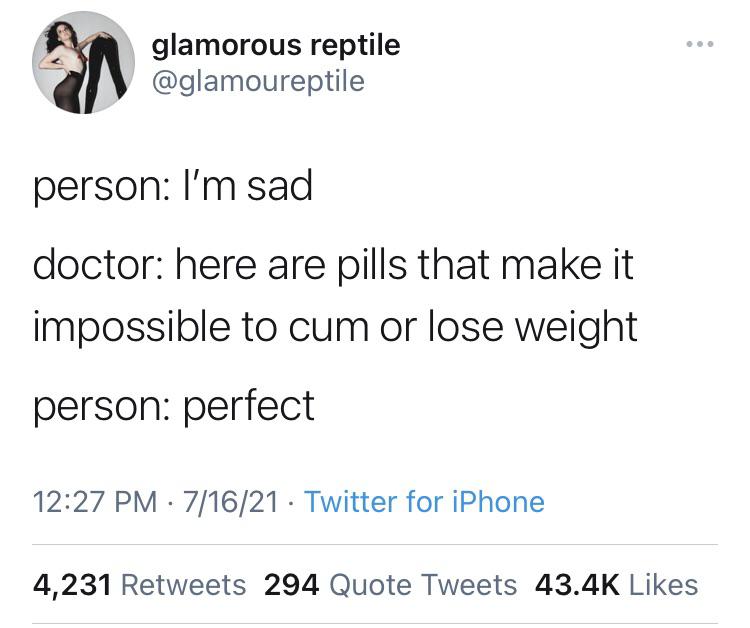 glamorous reptile
@glamoureptile
person: I'm sad
doctor: here are pills that make it
impossible to cum or lose weight
person: perfect
12:27 PM · 7/16/21 · Twitter for iPhone
4,231 Retweets 294 Quote Tweets 43.4K Likes